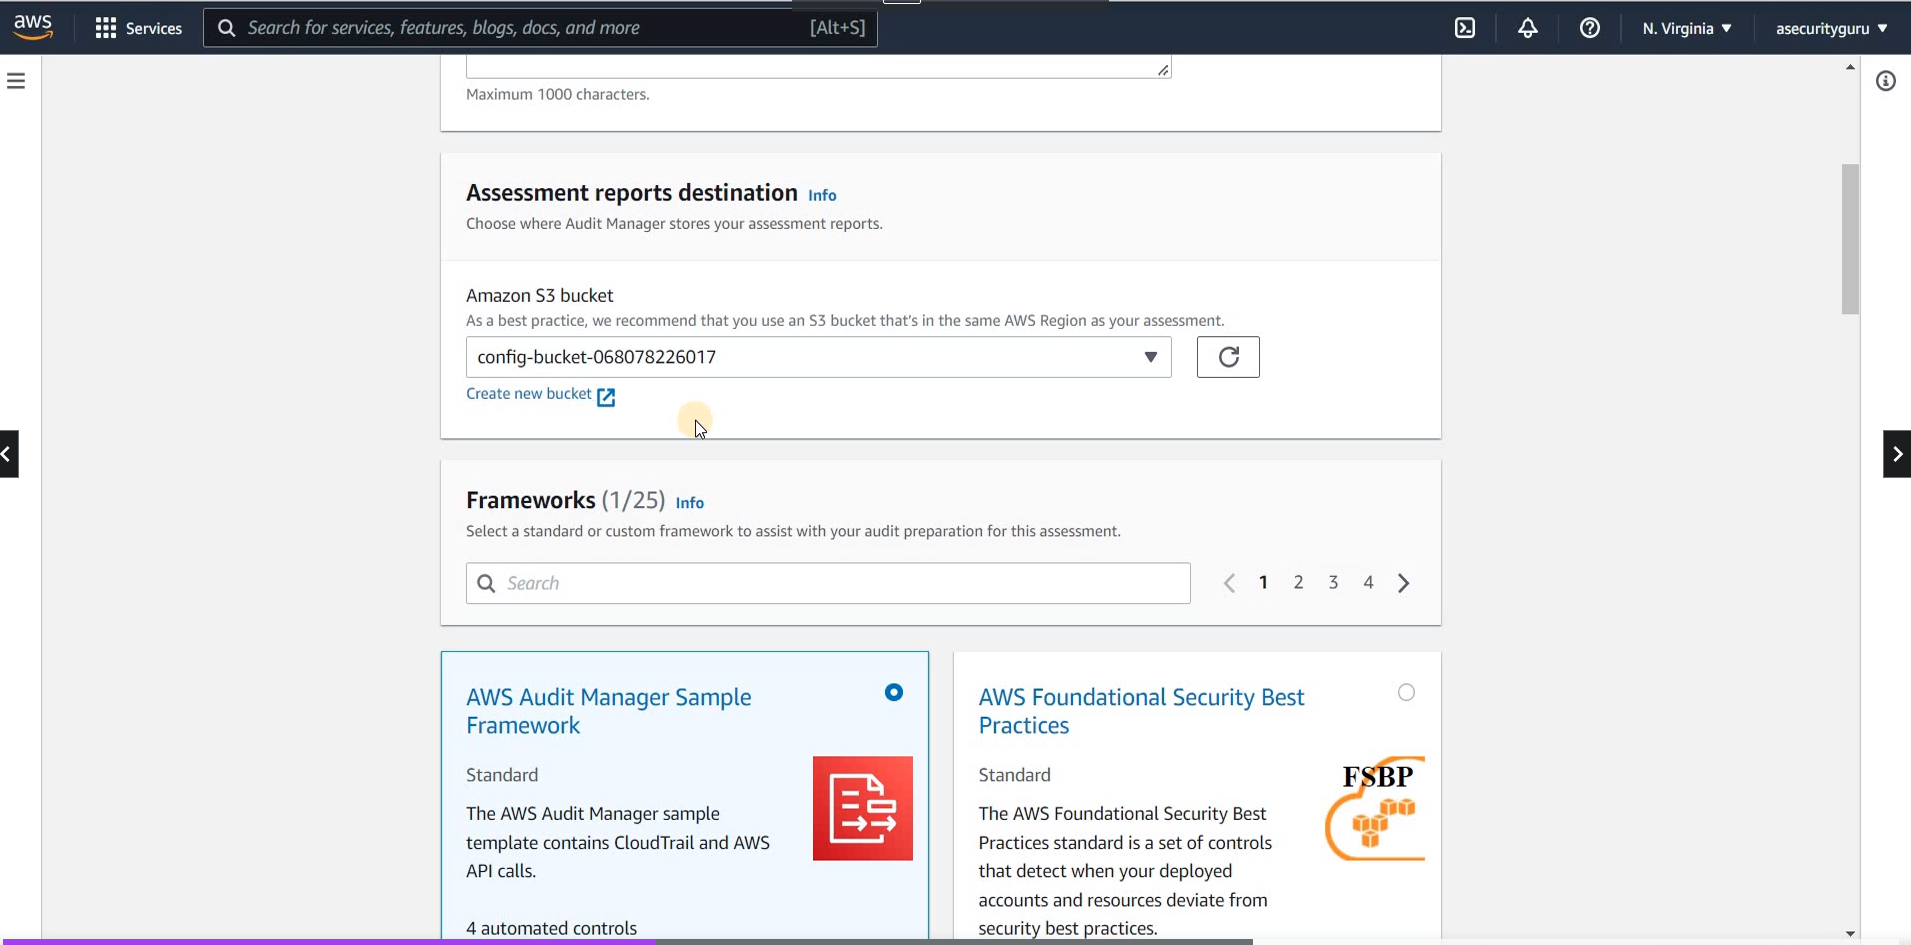 aws
Services
Search for services, features, blogs, docs, and more
[Alt+S]
N. Virginia
asecurityguru
Maximum 1000 characters.
Assessment reports destination Info
Choose where Audit Manager stores your assessment reports.
Amazon S3 bucket
As a best practice, we recommend that you use an S3 bucket that's in the same AWS Region as your assessment.
config-bucket-068078226017
Create new bucket
Frameworks (1/25) Info
Select a standard or custom framework to assist with your audit preparation for this assessment.
Search
1 2 3 4
AWS Audit Manager Sample
Framework
Standard
The AWS Audit Manager sample
template contains CloudTrail and AWS
API calls.
4 automated controls
AWS Foundational Security Best
Practices
Standard
FSBP
The AWS Foundational Security Best
Practices standard is a set of controls
that detect when your deployed
accounts and resources deviate from
security best practices.